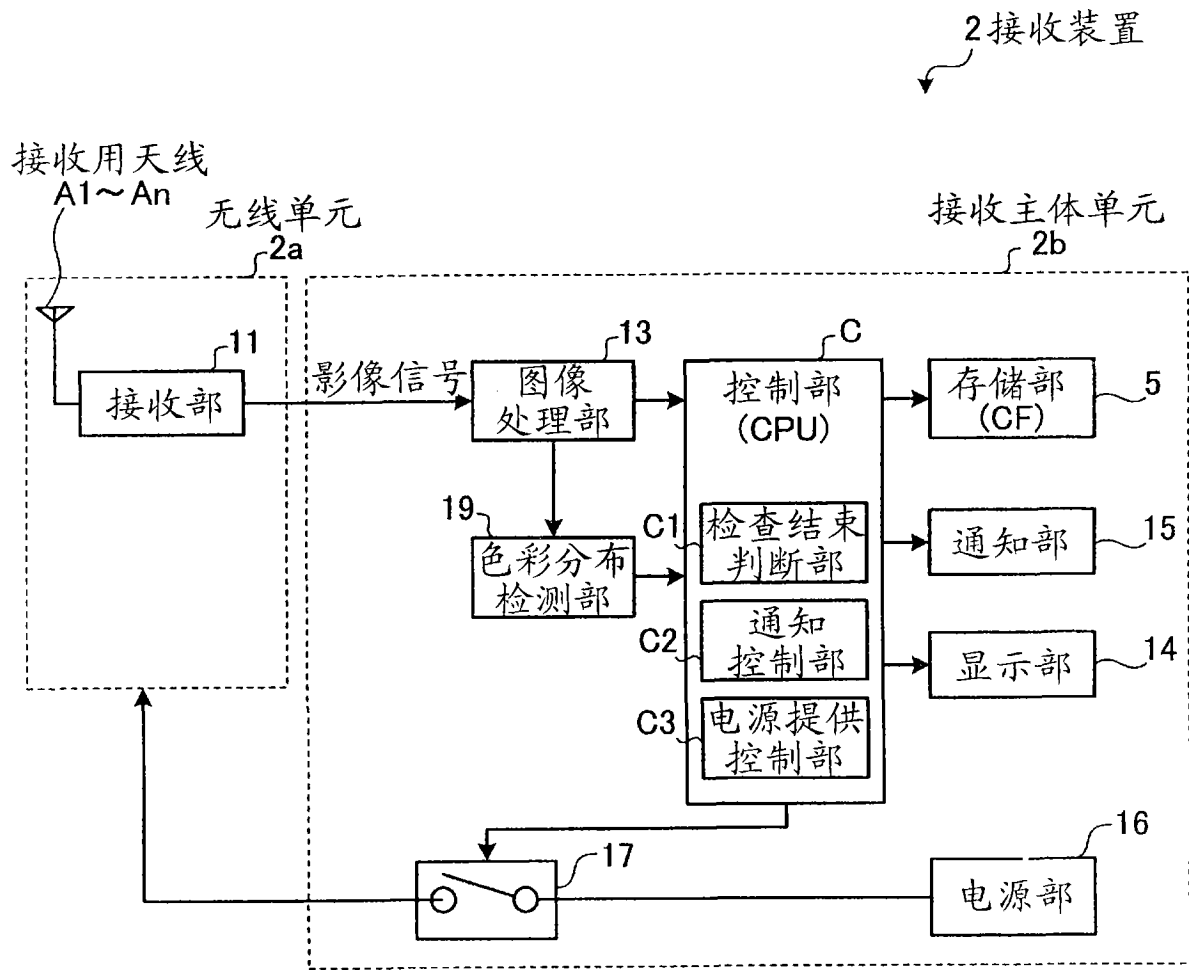 2 接收装置
接收用天线
A1～An
无线单元
2a
接收主体单元
2b
11
接收部
影像信号
13
图像
处理部
C
控制部
(CPU)
存储部
(CF)
5
19
色彩分布
检测部
C1
检查结束
判断部
通知部
15
C2
通知
控制部
显示部
14
C3
电源提供
控制部
17
16
电源部